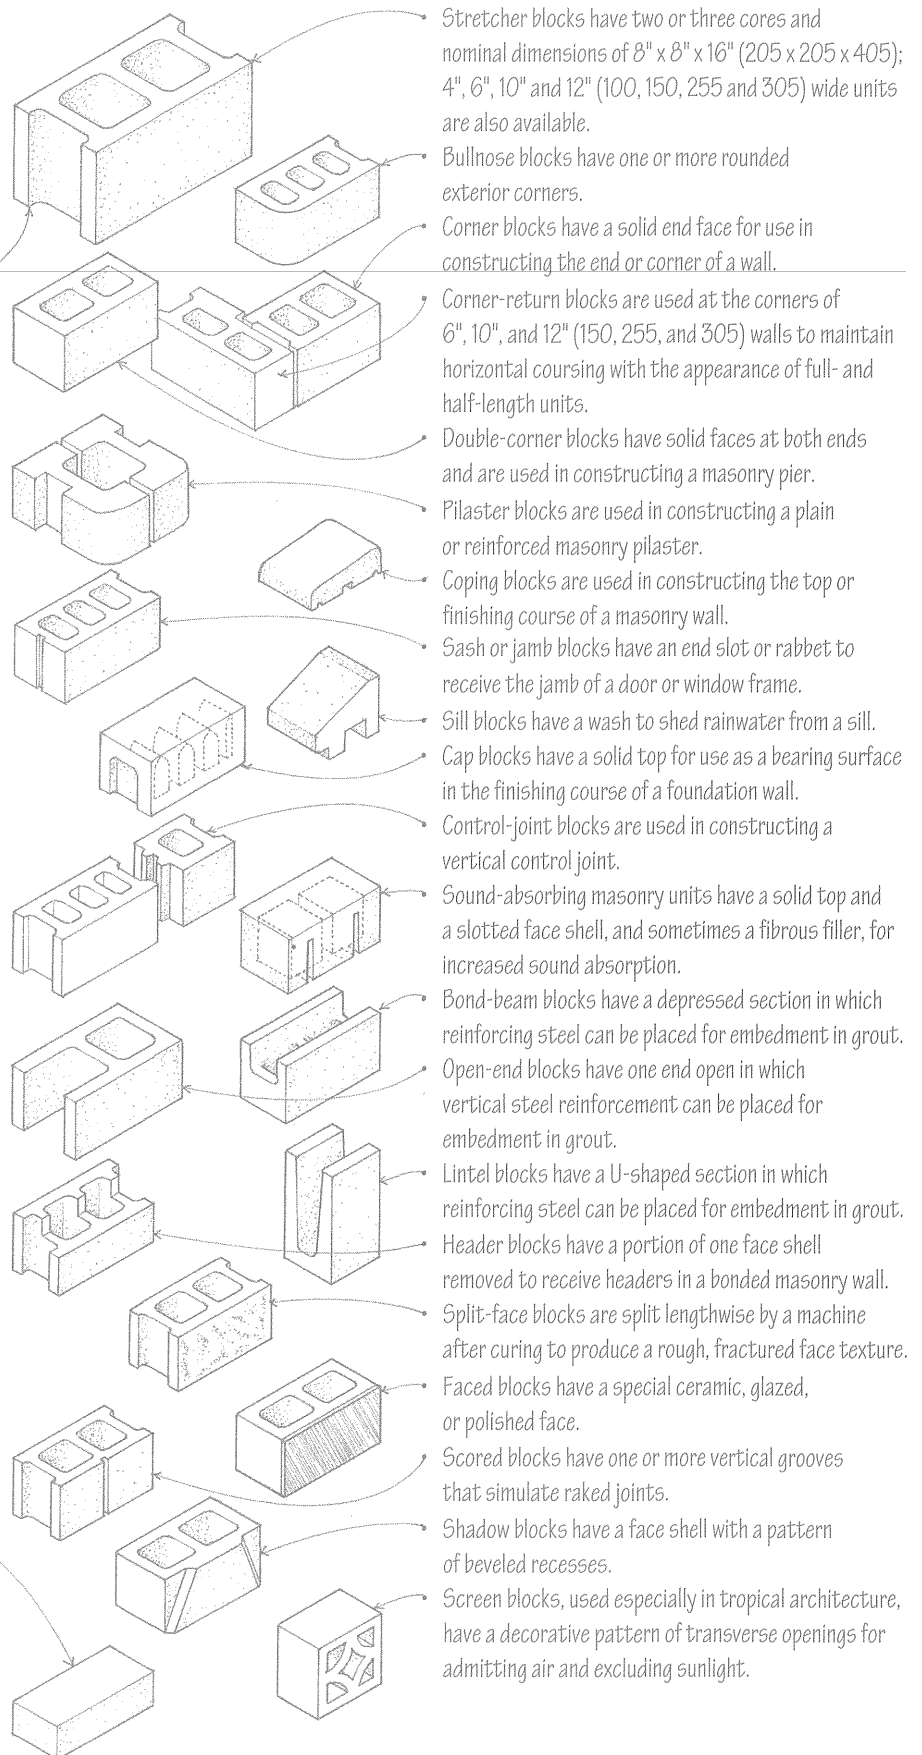 Stretcher blocks have two or three cores and
nominal dimensions of 8" x 8" x 16" (205 x 205 x 405);
4", 6", 10" and 12" (100, 150, 255 and 305) wide units
are also available.
Bullnose blocks have one or more rounded
exterior corners.
Corner blocks have a solid end face for use in
constructing the end or corner of a wall.
Corner-return blocks are used at the corners of
6", 10", and 12" (150, 255, and 305) walls to maintain
horizontal coursing with the appearance of full- and
half-length units.
Double-corner blocks have solid faces at both ends
and are used in constructing a masonry pier.
Pilaster blocks are used in constructing a plain
or reinforced masonry pilaster.
Coping blocks are used in constructing the top or
finishing course of a masonry wall.
Sash or jamb blocks have an end slot or rabbet to
receive the jamb of a door or window frame.
Sill blocks have a wash to shed rainwater from a sill.
Cap blocks have a solid top for use as a bearing surface
in the finishing course of a foundation wall.
Control-joint blocks are used in constructing a
vertical control joint.
Sound-absorbing masonry units have a solid top and
a slotted face shell, and sometimes a fibrous filler, for
increased sound absorption.
Bond-beam blocks have a depressed section in which
reinforcing steel can be placed for embedment in grout.
Open-end blocks have one end open in which
vertical steel reinforcement can be placed for
embedment in grout.
Lintel blocks have a U-shaped section in which
reinforcing steel can be placed for embedment in grout.
Header blocks have a portion of one face shell
removed to receive headers in a bonded masonry wall.
Split-face blocks are split lengthwise by a machine
after curing to produce a rough, fractured face texture.
Faced blocks have a special ceramic, glazed,
or polished face.
Scored blocks have one or more vertical grooves
that simulate raked joints.
Shadow blocks have a face shell with a pattern
of beveled recesses.
Screen blocks, used especially in tropical architecture,
have a decorative pattern of transverse openings for
admitting air and excluding sunlight.